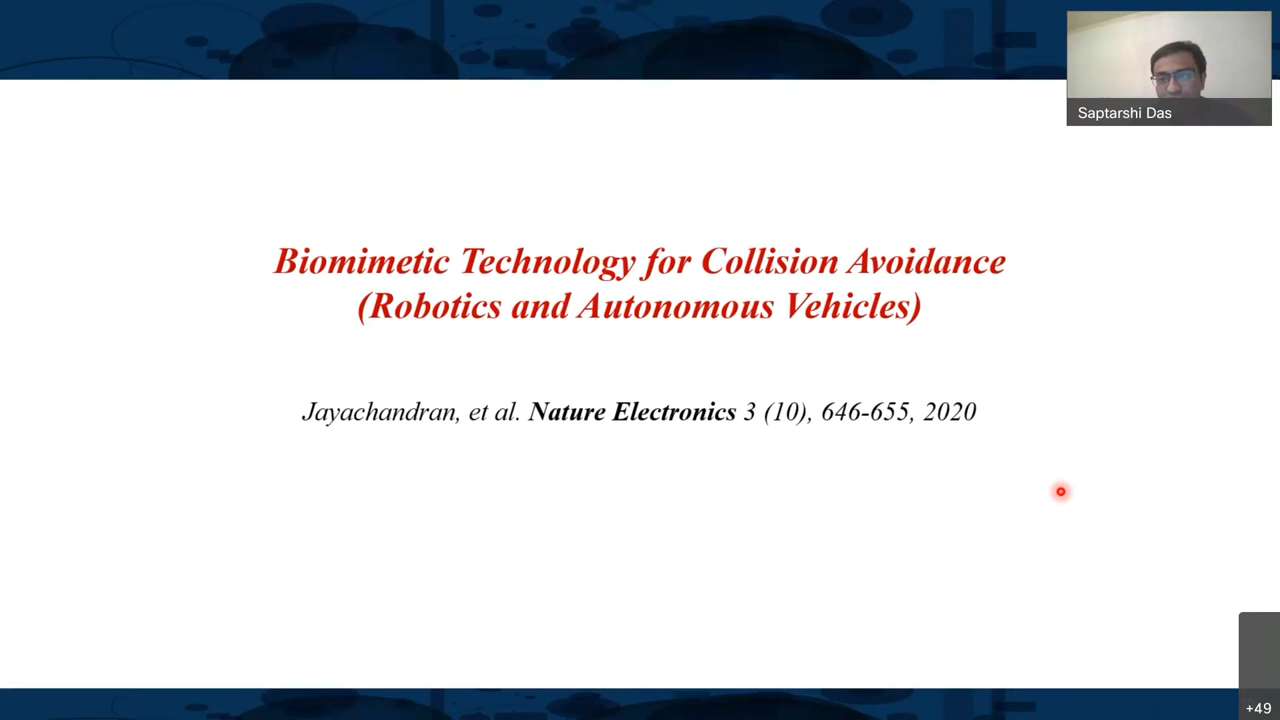 Saptarshi Das
Biomimetic Technology for Collision Avoidance
(Robotics and Autonomous Vehicles)
Jayachandran, et al. Nature Electronics 3 (10), 646-655, 2020
+49